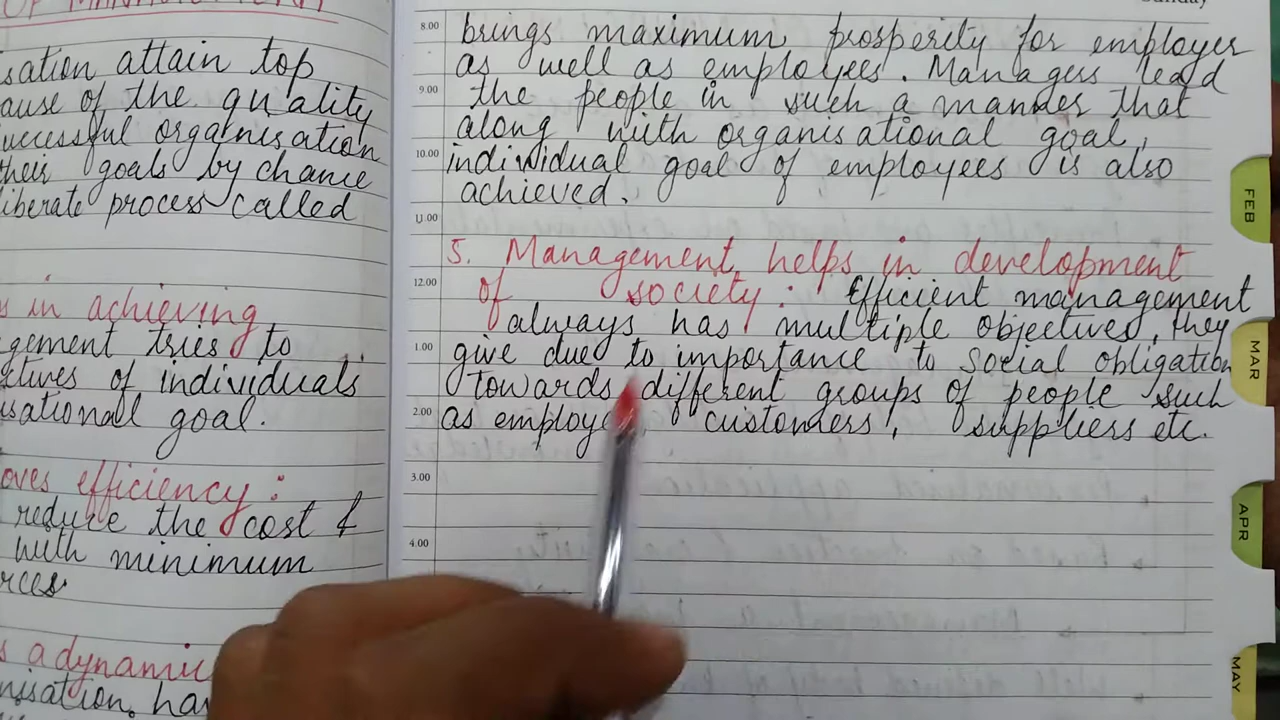 OF MANAGEMENT
sation attain top
ause of the quality
uccessful organisation
their goals by chance
liberate process called
s in achieving
gement tries to
ctives of individuals
isational goal.
oves efficiency:
reduce the cost &
with minimum
rces
s a dynamic
nisation, ha
Sunday
8.00
brings maximum prosperity for employer
as well as employees. Managers lead
9.00
the people in such a manner that
along with organisational goal,
10.00
individual goal of employees is also
achieved.
11.00
5. Management helps in development
12.00
of society: Efficient management
always has multiple objectives, they
1.00
give due to importance to social obligation
towards different groups of people such
2.00
as employe customers, suppliers etc.
3.00
4.00
FEB
MAR
APR
MAY